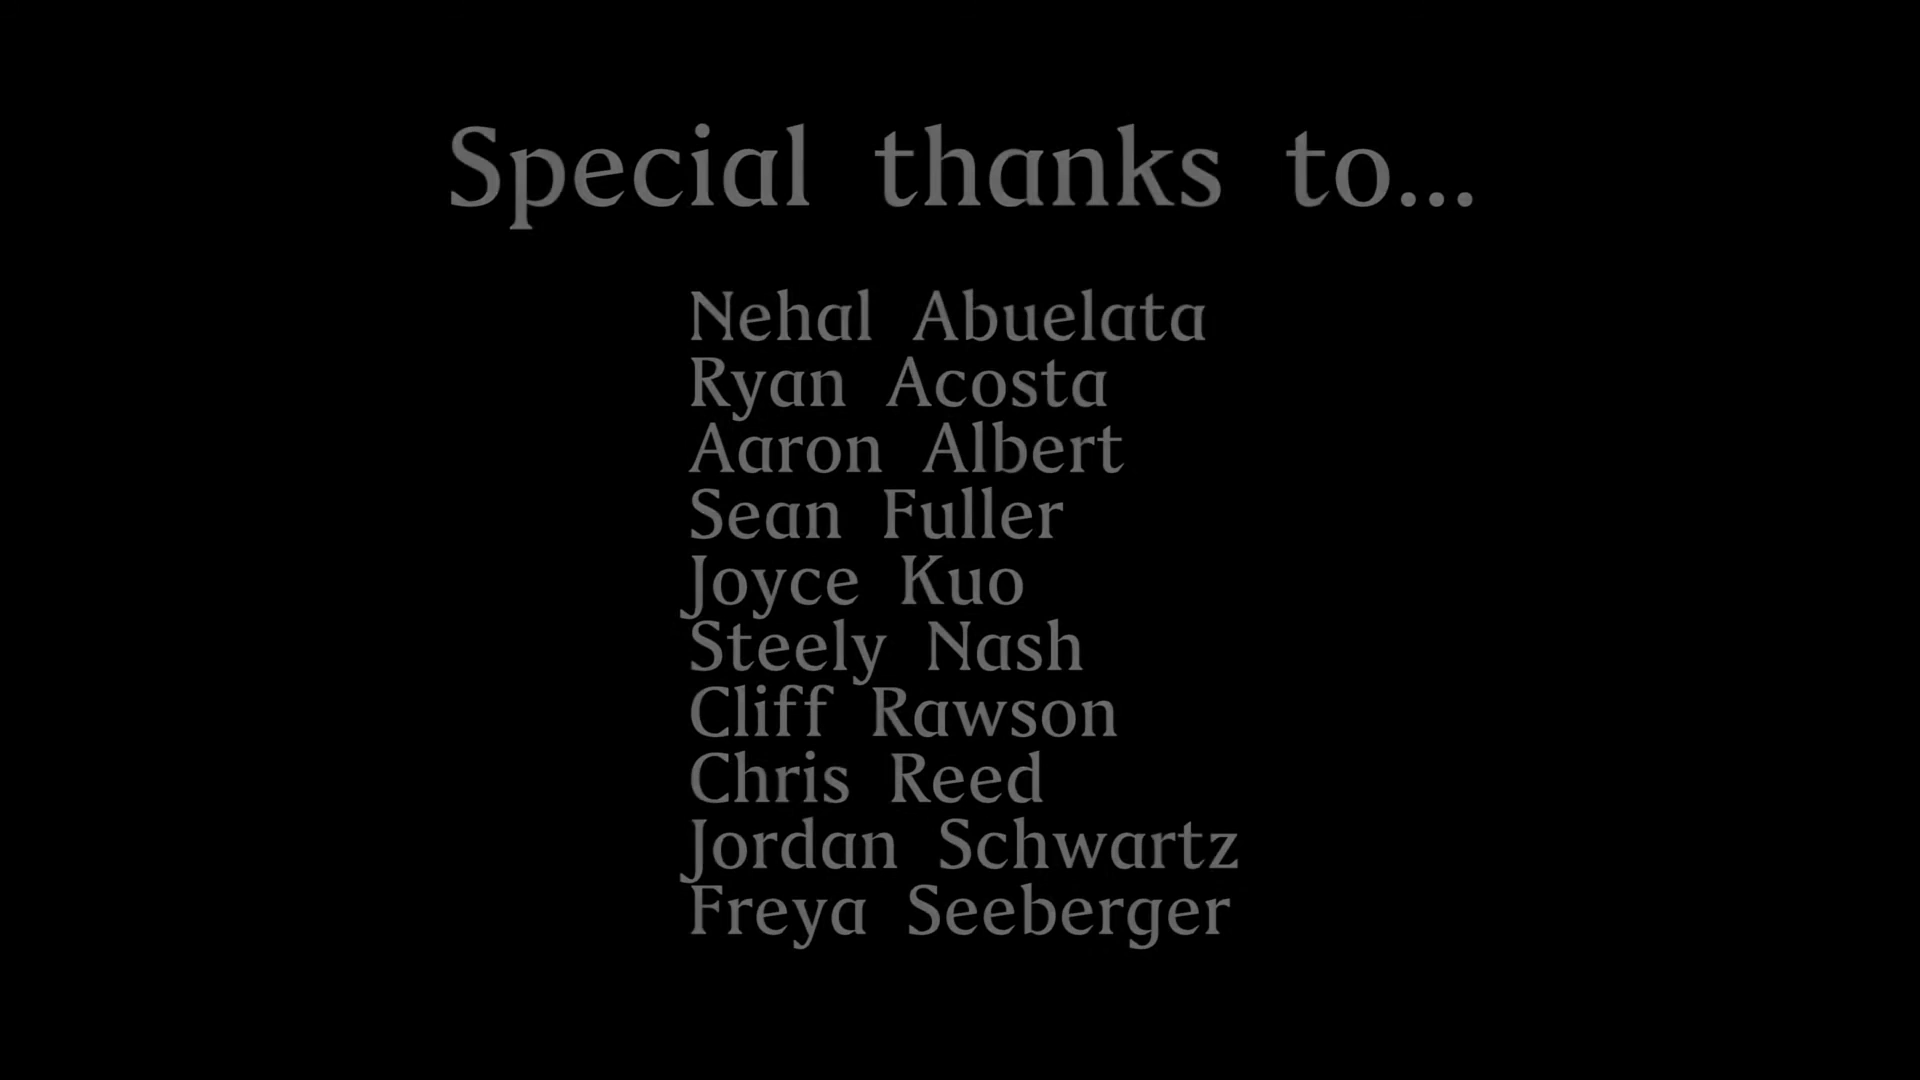 Special thanks to...
Nehal Abuelata
Ryan Acosta
Aaron Albert
Sean Fuller
Joyce Kuo
Steely Nash
Cliff Rawson
Chris Reed
Jordan Schwartz
Freya Seeberger